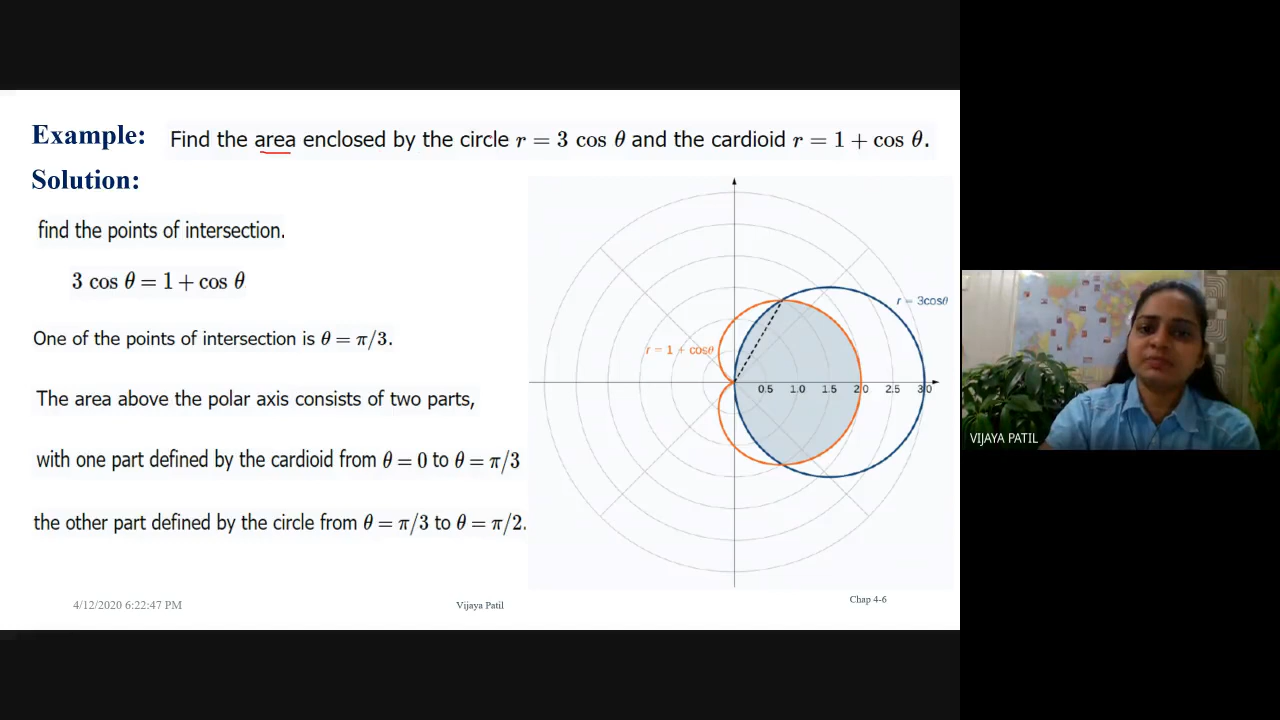 Example: Find the area enclosed by the circle r = 3 cos θ and the cardioid r = 1 + cos θ.
Solution:
find the points of intersection.
3 cos θ = 1 + cos θ
One of the points of intersection is θ = π/3.
The area above the polar axis consists of two parts,
with one part defined by the cardioid from θ = 0 to θ = π/3
the other part defined by the circle from θ = π/3 to θ = π/2.
r = 3cosθ
r = 1 + cosθ
0.5 1.0 1.5 2.0 2.5 3.0
4/12/2020 6:22:47 PM
Vijaya Patil
Chap 4-6
VIJAYA PATIL